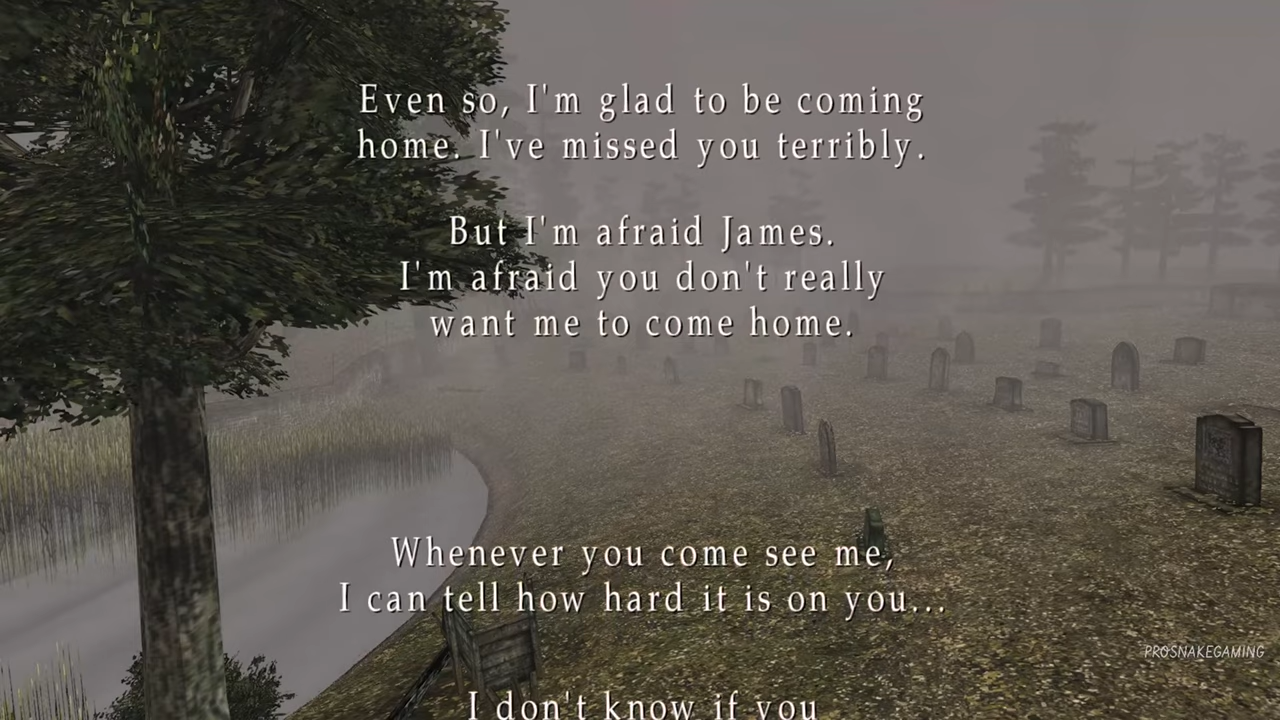 Even so, I'm glad to be coming
home. I've missed you terribly.
But I'm afraid James.
I'm afraid you don't really
want me to come home.
Whenever you come see me,
I can tell how hard it is on you...
PROSNAKEGAMING
I don't know if you